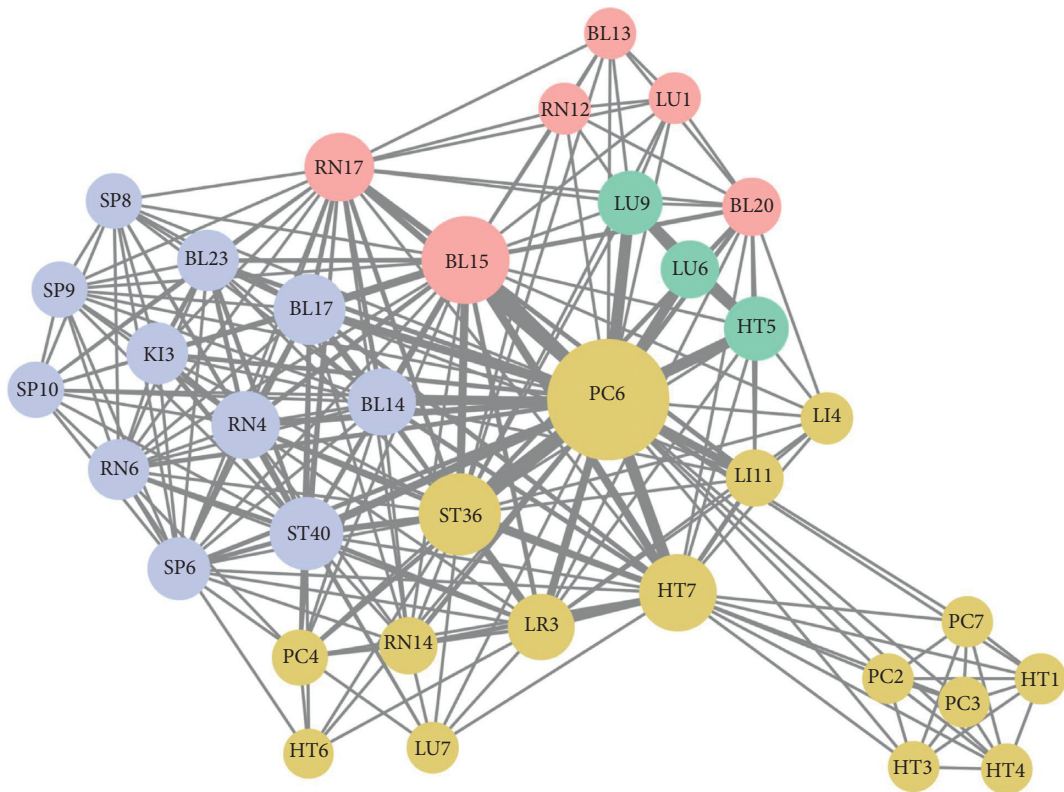 BL13
LU1
RN12
RN17
SP8
LU9
BL20
BL23
BL15
LU6
SP9
BL17
HT5
KI3
SP10
BL14
PC6
RN4
LI4
RN6
LI11
ST36
ST40
SP6
HT7
LR3
PC7
RN14
PC4
PC2
HT1
PC3
LU7
HT6
HT3
HT4